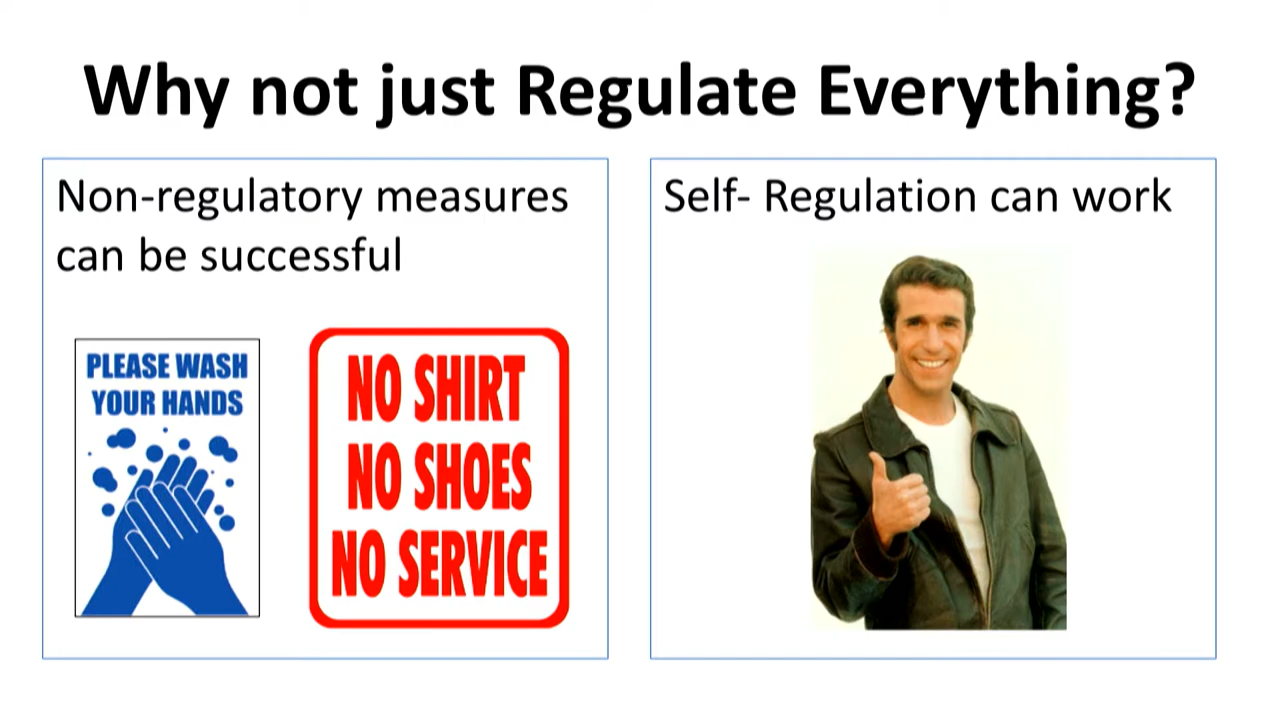 Why not just Regulate Everything?
Non-regulatory measures
can be successful
PLEASE WASH
YOUR HANDS
NO SHIRT
NO SHOES
NO SERVICE
Self- Regulation can work